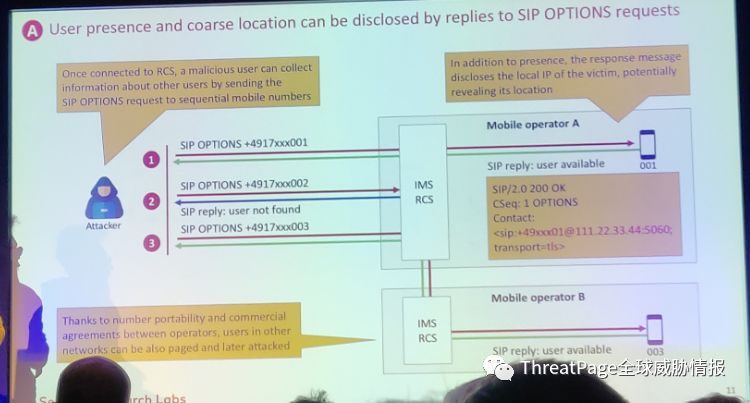 A User presence and coarse location can be disclosed by replies to SIP OPTIONS requests
Once connected to RCS, a malicious user can collect
information about other users by sending the
SIP OPTIONS request to sequential mobile numbers
In addition to presence, the response message
discloses the local IP of the victim, potentially
revealing its location
Mobile operator A
1
SIP OPTIONS +4917xxx001
SIP reply: user available
001
2
SIP OPTIONS +4917xxx002
SIP reply: user not found
Attacker
3
SIP OPTIONS +4917xxx003
IMS
RCS
SIP/2.0 200 OK
CSeq: 1 OPTIONS
Contact:
<sip:+49xxx01@111.22.33.44:5060;
transport=tls>
Thanks to number portability and commercial
agreements between operators, users in other
networks can be also paged and later attacked
Mobile operator B
IMS
RCS
SIP reply: user available
003
ThreatPage全球威胁情报
Labs
11